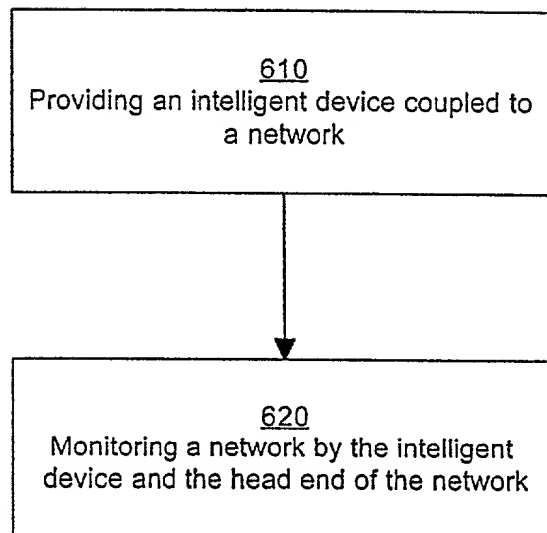 610
Providing an intelligent device coupled to
a network
620
Monitoring a network by the intelligent
device and the head end of the network